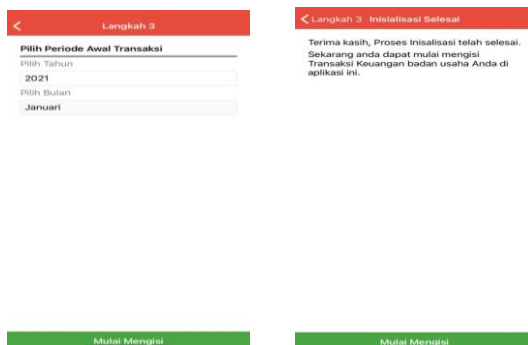 Langkah 3
Pilih Periode Awal Transaksi
Pilih Tahun
2021
Pilih Bulan
Januari
Mulai Mengisi
Langkah 3 Inisialisasi Selesai
Terima kasih, Proses Inisalisasi telah selesai.
Sekarang anda dapat mulai mengisi
Transaksi Keuangan badan usaha Anda di
aplikasi ini.
Mulai Mengisi